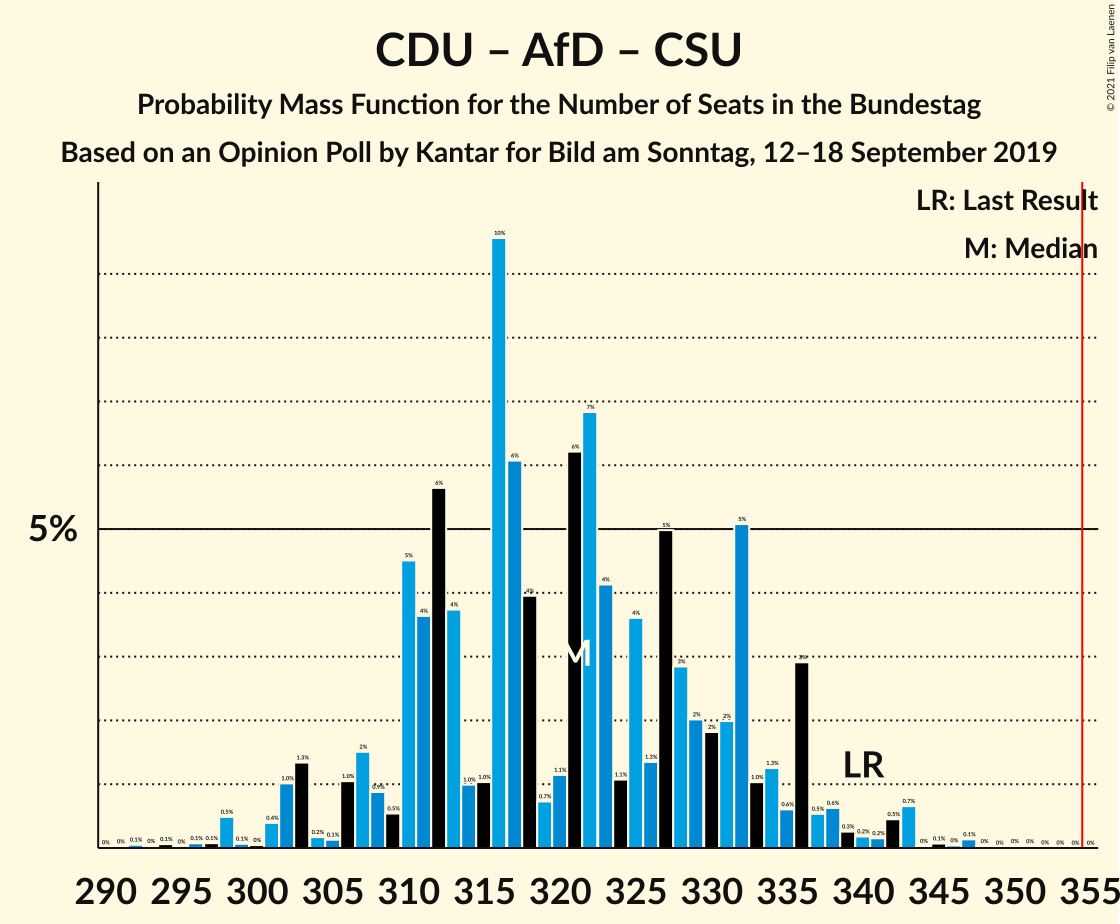 CDU – AfD – CSU
Probability Mass Function for the Number of Seats in the Bundestag
Based on an Opinion Poll by Kantar for Bild am Sonntag, 12–18 September 2019
© 2021 Filip van Laenen
LR: Last Result
M: Median
5%
0% 0% 0.1% 0% 0.1% 0% 0.1% 0.1% 0.5% 0.1% 0% 0.4% 1.0% 1.3% 0.2% 0.1% 1.0% 2% 0.9% 0.5% 5% 4% 6% 4% 1.0% 1.0% 10% 6% 4% 0.7% 1.1% 6% 7% 4% 1.1% 4% 1.3% 5% 3% 2% 2% 2% 5% 1.0% 1.3% 0.6% 3% 0.5% 0.6% 0.3% 0.2% 0.2% 0.5% 0.7% 0% 0.1% 0% 0.1% 0% 0% 0% 0% 0% 0% 0% 0%
M
LR
290 295 300 305 310 315 320 325 330 335 340 345 350 355